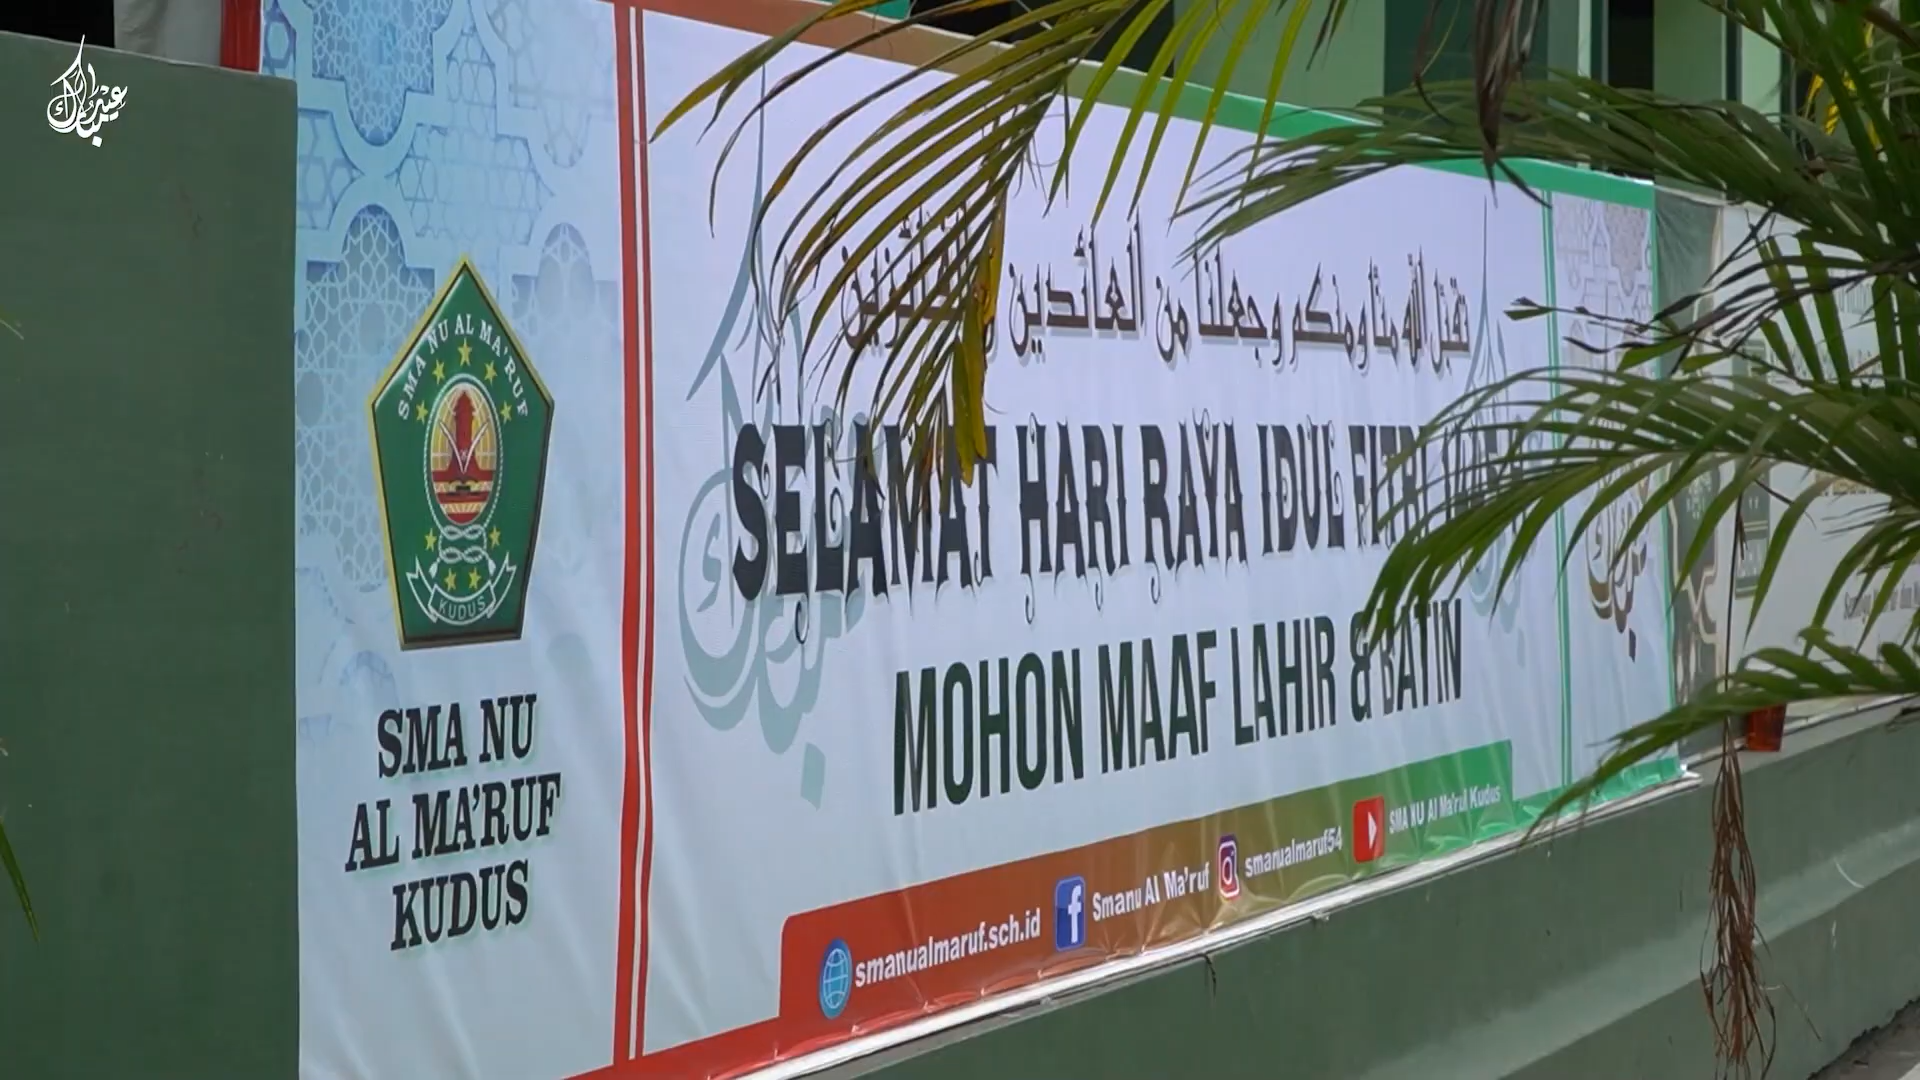 عيد مبارك
SMA NU AL MA'RUF
KUDUS
SMA NU
AL MA'RUF
KUDUS
تقبل الله منا ومنكم وجعلنا من العائدين
SELAMAT HARI RAYA IDUL FITRI
MOHON MAAF LAHIR & BATIN
smanualmaruf.sch.id
Smanu Al Ma'ruf
smanualmaruf54
SMA NU Al Ma'ruf Kudus